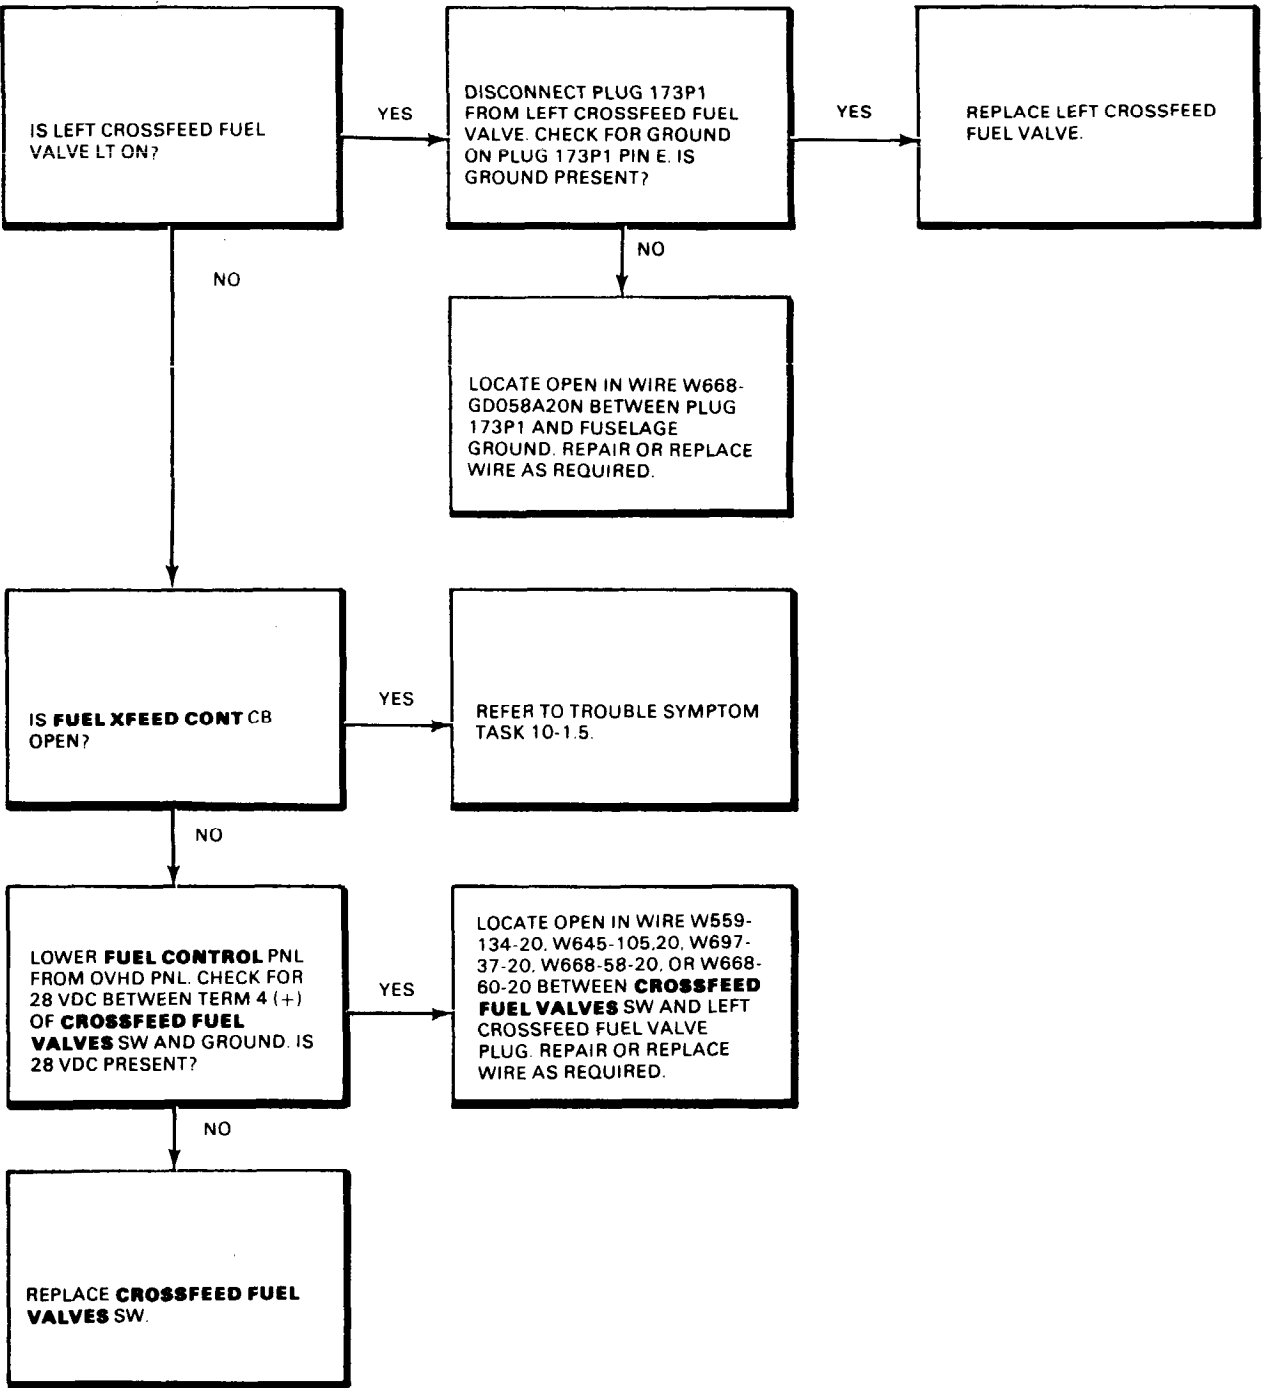 IS LEFT CROSSFEED FUEL
VALVE LT ON?
YES
DISCONNECT PLUG 173P1
FROM LEFT CROSSFEED FUEL
VALVE. CHECK FOR GROUND
ON PLUG 173P1 PIN E. IS
GROUND PRESENT?
YES
REPLACE LEFT CROSSFEED
FUEL VALVE.
NO
NO
LOCATE OPEN IN WIRE W668-
GD058A20N BETWEEN PLUG
173P1 AND FUSELAGE
GROUND. REPAIR OR REPLACE
WIRE AS REQUIRED.
IS FUEL XFEED CONT CB
OPEN?
YES
REFER TO TROUBLE SYMPTOM
TASK 10-1.5.
NO
LOWER FUEL CONTROL PNL
FROM OVHD PNL. CHECK FOR
28 VDC BETWEEN TERM 4 (+)
OF CROSSFEED FUEL
VALVES SW AND GROUND. IS
28 VDC PRESENT?
YES
LOCATE OPEN IN WIRE W559-
134-20, W645-105,20, W697-
37-20, W668-58-20, OR W668-
60-20 BETWEEN CROSSFEED
FUEL VALVES SW AND LEFT
CROSSFEED FUEL VALVE
PLUG. REPAIR OR REPLACE
WIRE AS REQUIRED.
NO
REPLACE CROSSFEED FUEL
VALVES SW.